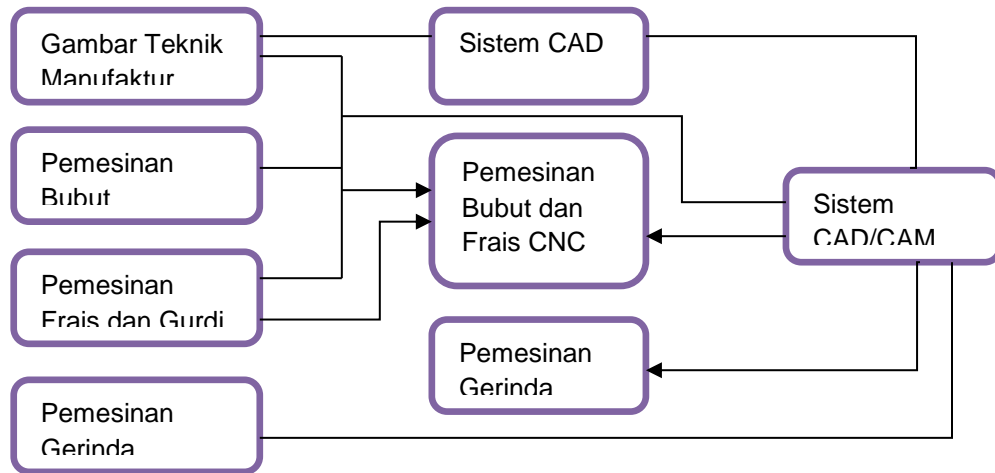 Gambar Teknik
Manufaktur
Sistem CAD
Pemesinan
Bubut
Pemesinan
Bubut dan
Frais CNC
Sistem
CAD/CAM
Pemesinan
Frais dan Gurdi
Pemesinan
Gerinda
Pemesinan
Gerinda